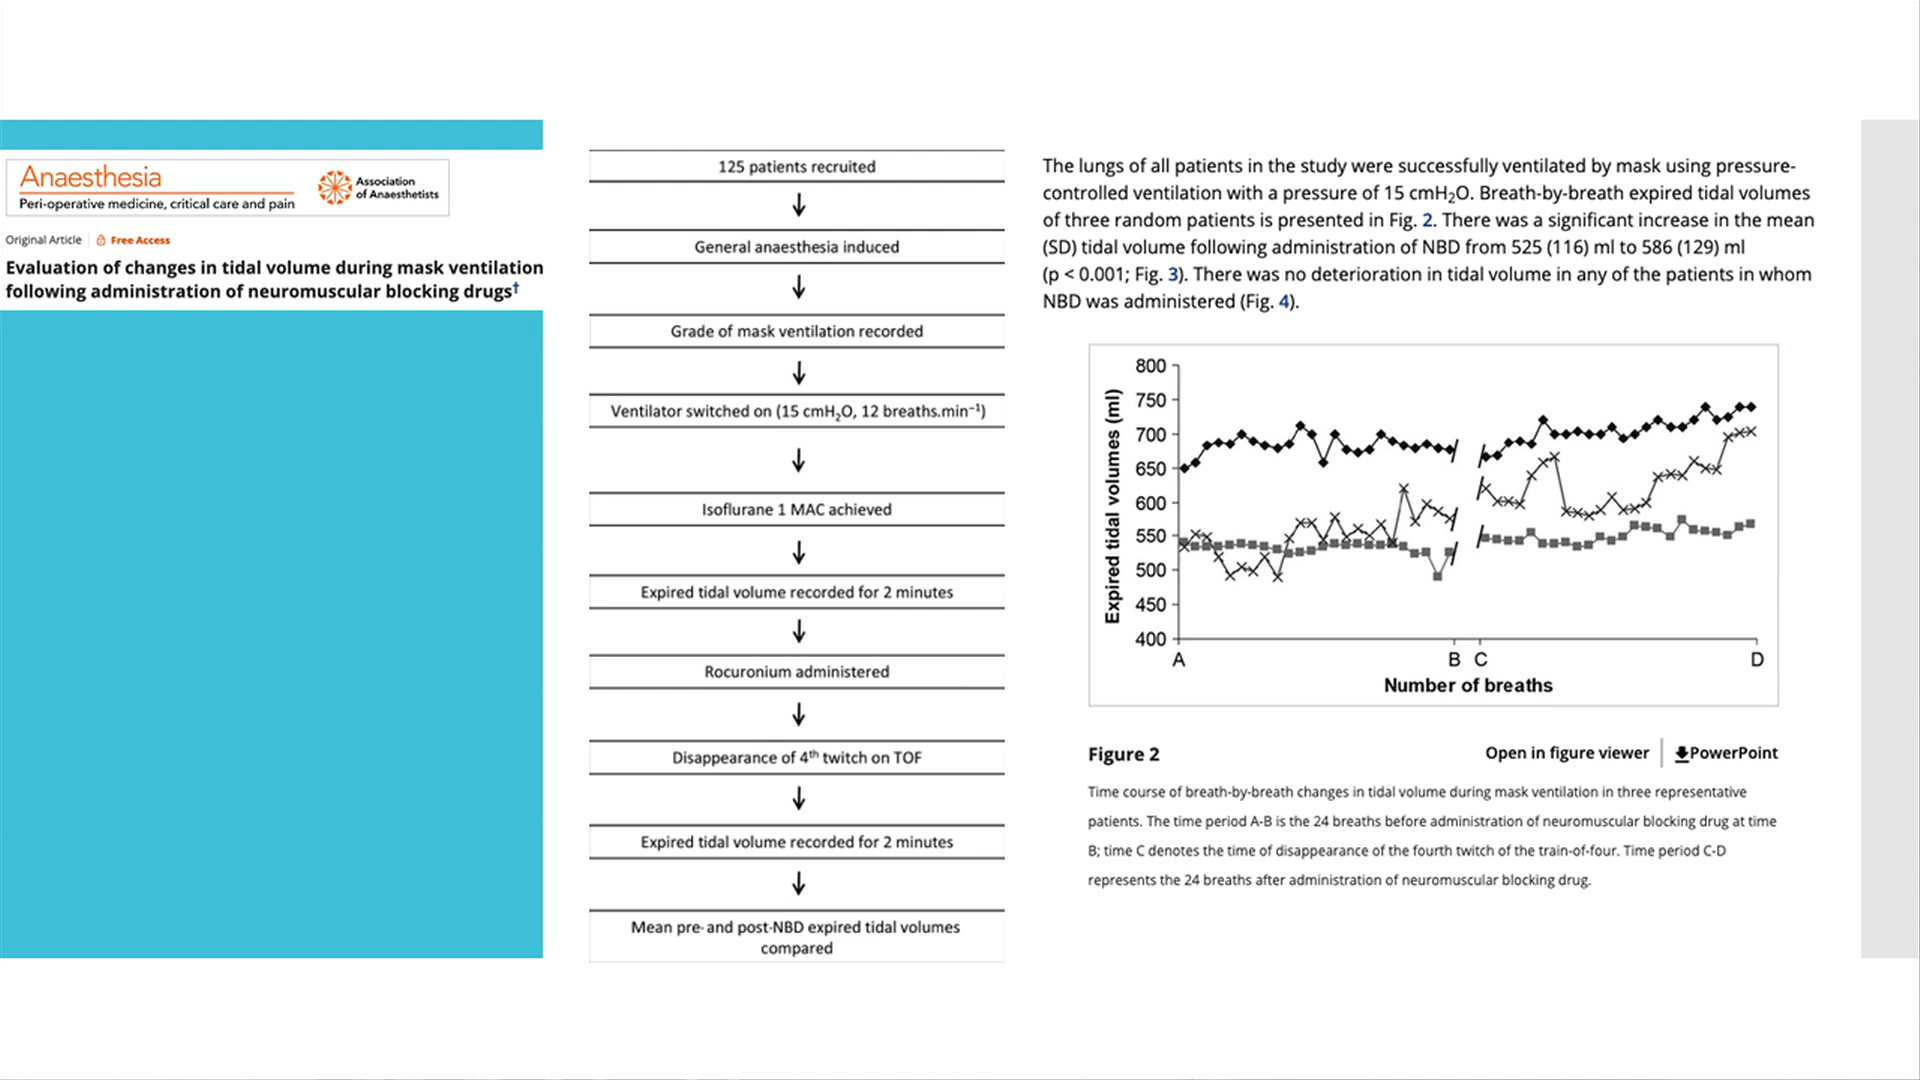 Anaesthesia
Peri-operative medicine, critical care and pain
Association
of Anaesthetists
Original Article Free Access
Evaluation of changes in tidal volume during mask ventilation
following administration of neuromuscular blocking drugs†
125 patients recruited
General anaesthesia induced
Grade of mask ventilation recorded
Ventilator switched on (15 cmH₂O, 12 breaths.min⁻¹)
Isoflurane 1 MAC achieved
Expired tidal volume recorded for 2 minutes
Rocuronium administered
Disappearance of 4th twitch on TOF
Expired tidal volume recorded for 2 minutes
Mean pre- and post-NBD expired tidal volumes
compared
The lungs of all patients in the study were successfully ventilated by mask using pressure-
controlled ventilation with a pressure of 15 cmH₂O. Breath-by-breath expired tidal volumes
of three random patients is presented in Fig. 2. There was a significant increase in the mean
(SD) tidal volume following administration of NBD from 525 (116) ml to 586 (129) ml
(p < 0.001; Fig. 3). There was no deterioration in tidal volume in any of the patients in whom
NBD was administered (Fig. 4).
Expired tidal volumes (ml)
800
750
700
650
600
550
500
450
400
A B C D
Number of breaths
Figure 2
Open in figure viewer PowerPoint
Time course of breath-by-breath changes in tidal volume during mask ventilation in three representative
patients. The time period A-B is the 24 breaths before administration of neuromuscular blocking drug at time
B; time C denotes the time of disappearance of the fourth twitch of the train-of-four. Time period C-D
represents the 24 breaths after administration of neuromuscular blocking drug.